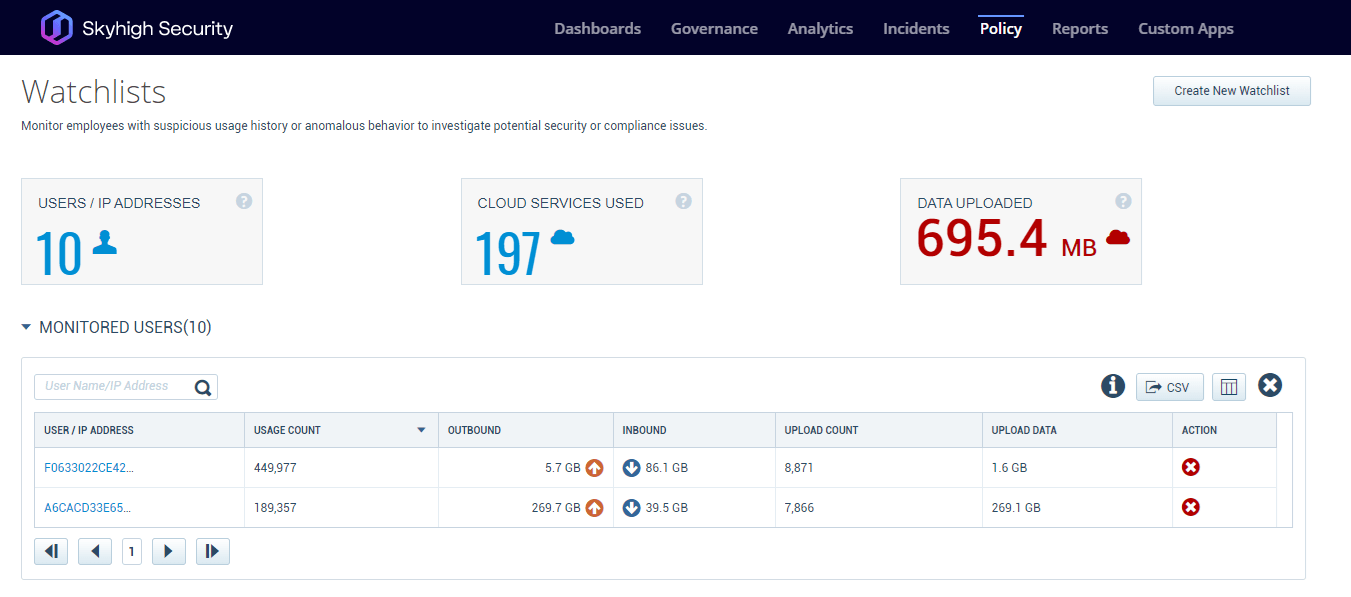 Skyhigh Security
Dashboards Governance Analytics Incidents Policy Reports Custom Apps
Watchlists
Create New Watchlist
Monitor employees with suspicious usage history or anomalous behavior to investigate potential security or compliance issues.
USERS / IP ADDRESSES ?
10
CLOUD SERVICES USED ?
197
DATA UPLOADED ?
695.4 MB
MONITORED USERS(10)
User Name/IP Address
CSV
USER / IP ADDRESS USAGE COUNT OUTBOUND INBOUND UPLOAD COUNT UPLOAD DATA ACTION
F0633022CE42... 449,977 5.7 GB 86.1 GB 8,871 1.6 GB
A6CACD33E65... 189,357 269.7 GB 39.5 GB 7,866 269.1 GB
1